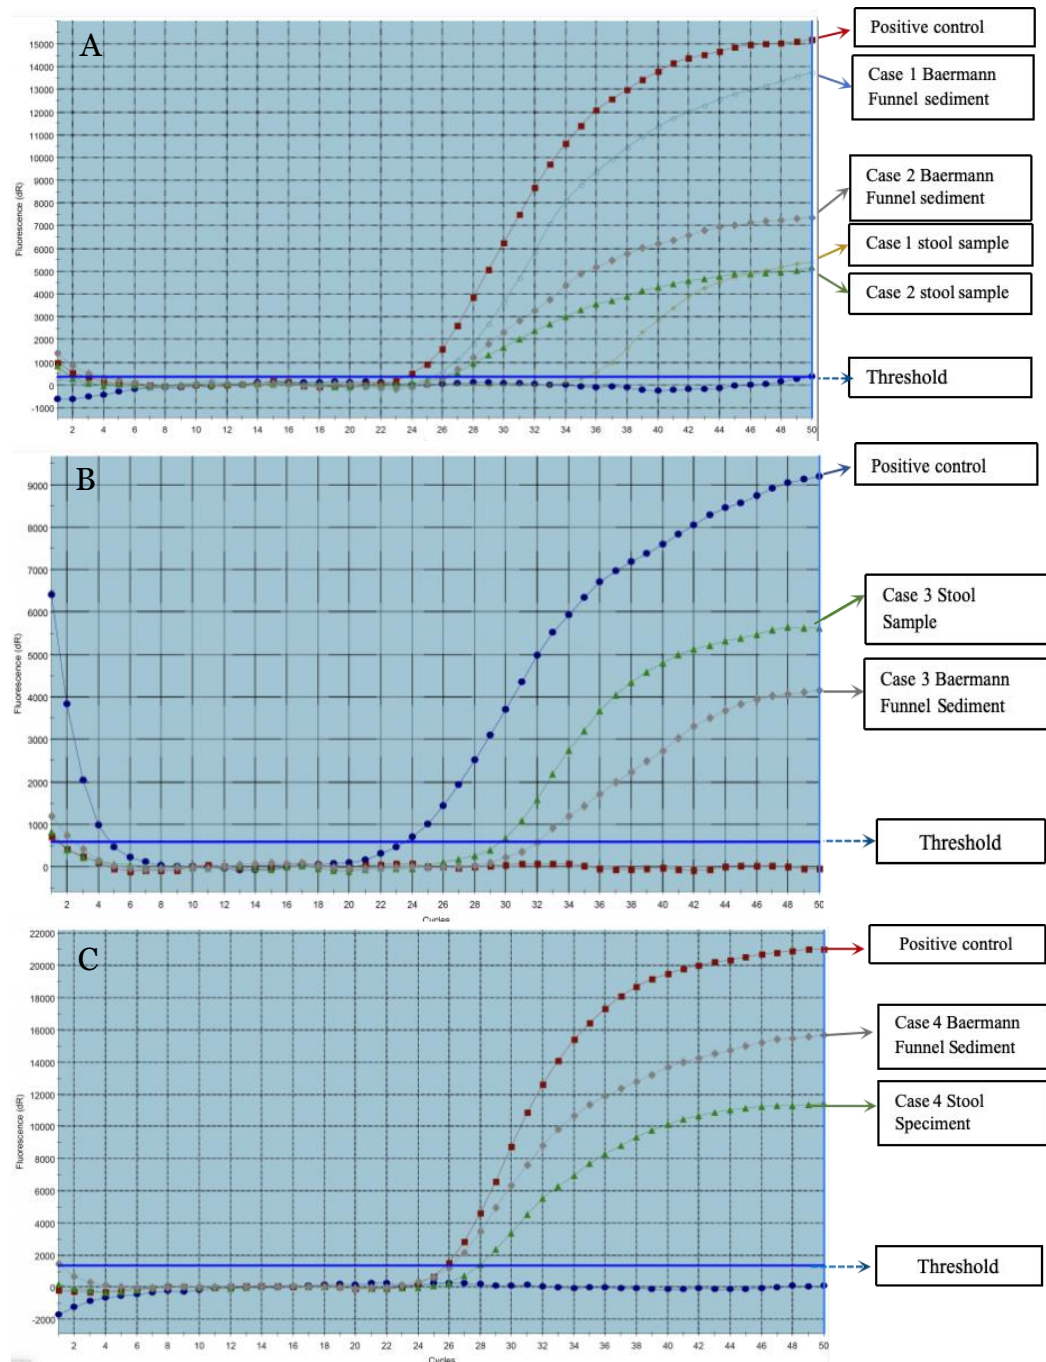 A
Fluorescence (dR)
15000
14000
13000
12000
11000
10000
9000
8000
7000
6000
5000
4000
3000
2000
1000
0
-1000
2 4 6 8 10 12 14 16 18 20 22 24 26 28 30 32 34 36 38 40 42 44 46 48 50
Positive control
Case 1 Baermann
Funnel sediment
Case 2 Baermann
Funnel sediment
Case 1 stool sample
Case 2 stool sample
Threshold
B
Fluorescence (dR)
9000
8000
7000
6000
5000
4000
3000
2000
1000
0
2 4 6 8 10 12 14 16 18 20 22 24 26 28 30 32 34 36 38 40 42 44 46 48 50
Cycles
Positive control
Case 3 Stool
Sample
Case 3 Baermann
Funnel Sediment
Threshold
C
Fluorescence (dR)
22000
20000
18000
16000
14000
12000
10000
8000
6000
4000
2000
0
-2000
2 4 6 8 10 12 14 16 18 20 22 24 26 28 30 32 34 36 38 40 42 44 46 48 50
Cycles
Positive control
Case 4 Baermann
Funnel Sediment
Case 4 Stool
Speciment
Threshold